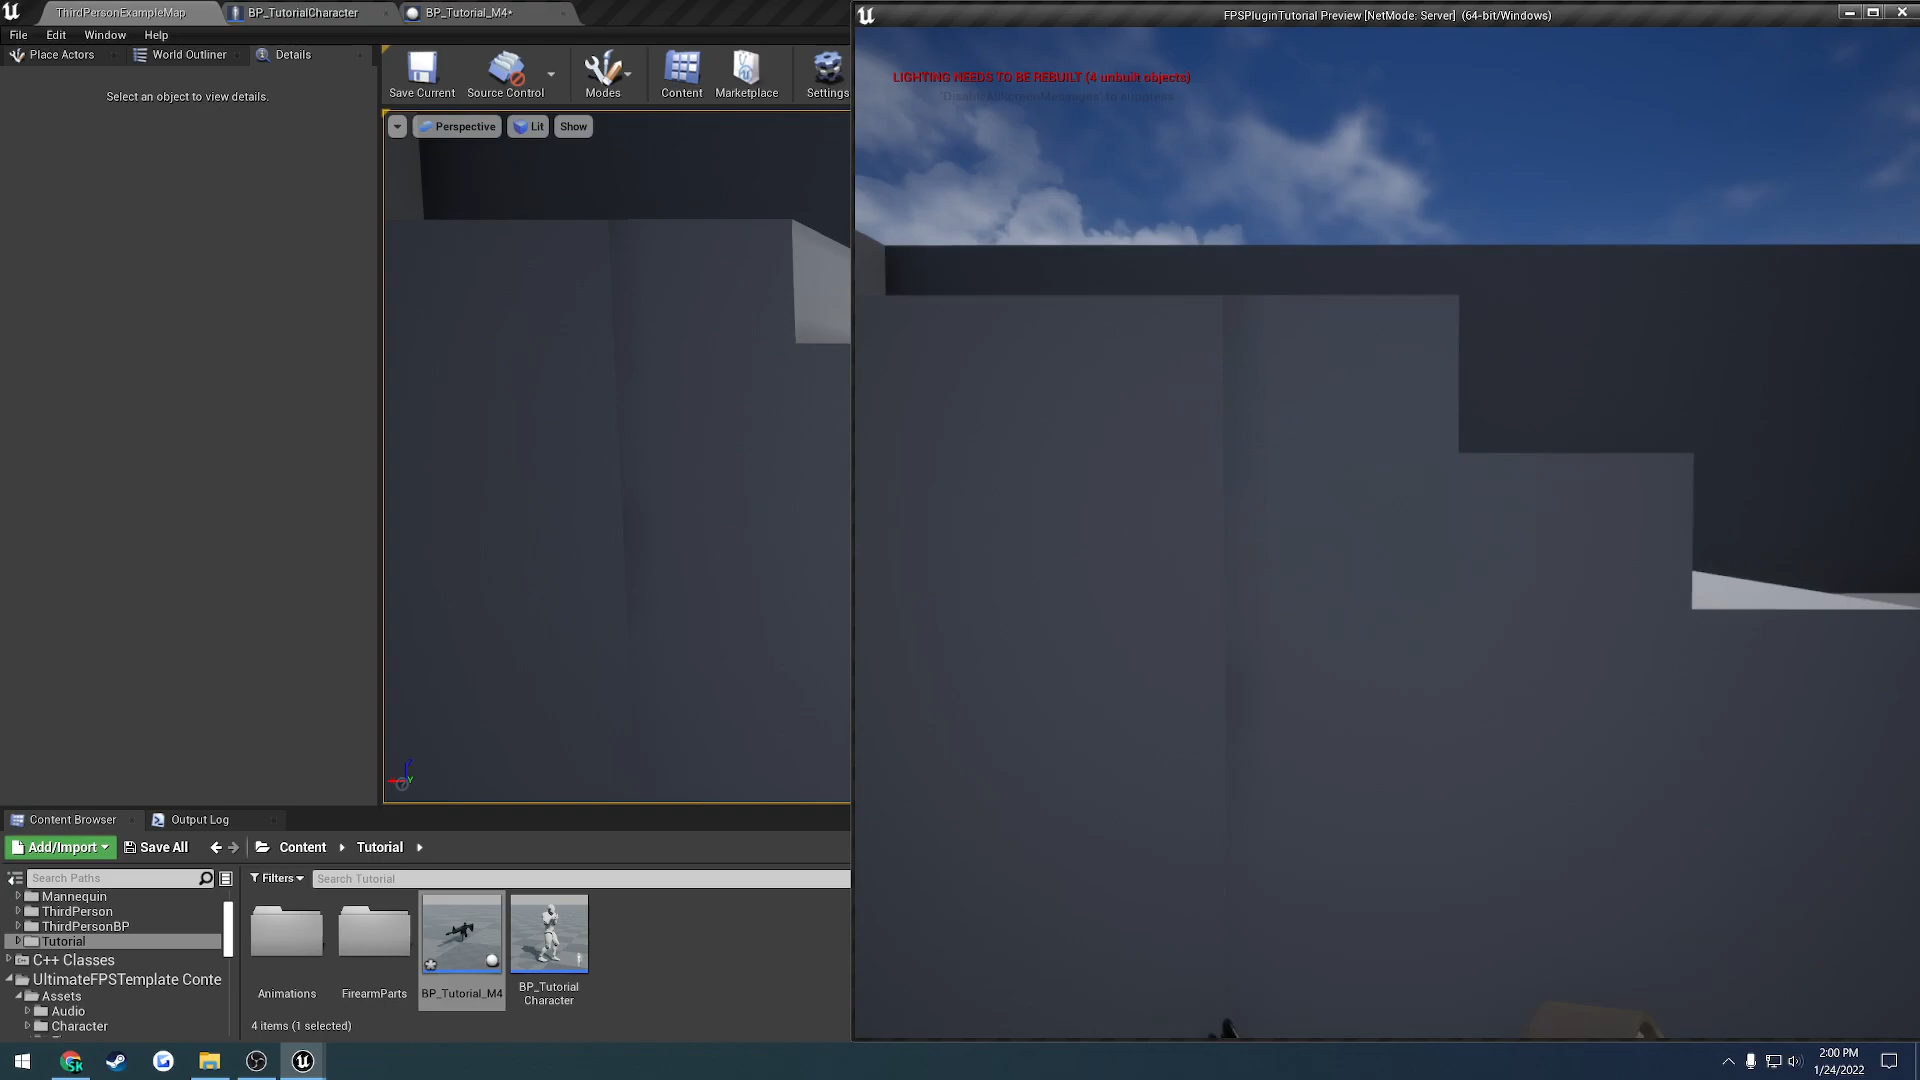 ThirdPersonExampleMap
BP_TutorialCharacter
BP_Tutorial_M4*
FPSPluginTutorial Preview [NetMode: Server] (64-bit/Windows)
File
Edit
Window
Help
Place Actors
World Outliner
Details
Select an object to view details.
Save Current
Source Control
Modes
Content
Marketplace
Settings
Perspective
Lit
Show
LIGHTING NEEDS TO BE REBUILT (4 unbuilt objects)
'DisableAllScreenMessages' to suppress
Content Browser
Output Log
Add/Import
Save All
Content
Tutorial
Search Paths
Filters
Search Tutorial
Mannequin
ThirdPerson
ThirdPersonBP
Tutorial
C++ Classes
UltimateFPSTemplate Conte
Assets
Audio
Character
Animations
FirearmParts
BP_Tutorial_M4
BP_Tutorial
Character
4 items (1 selected)
2:00 PM
1/24/2022